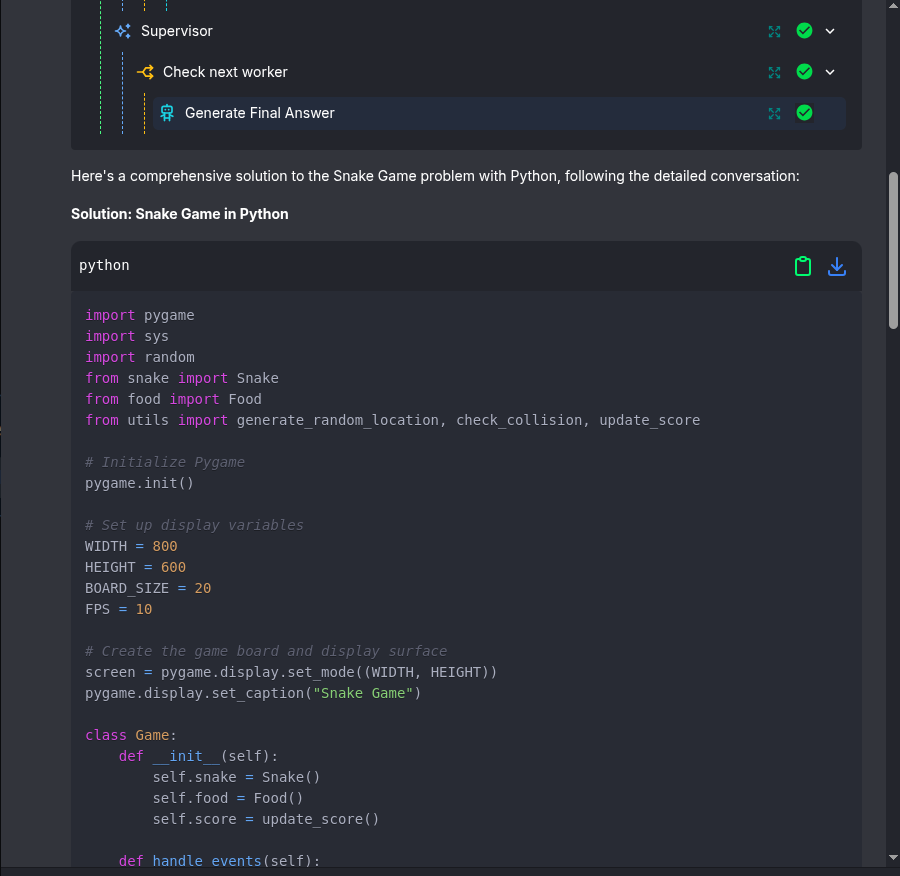 Supervisor
Check next worker
Generate Final Answer
Here's a comprehensive solution to the Snake Game problem with Python, following the detailed conversation:
Solution: Snake Game in Python
python
import pygame
import sys
import random
from snake import Snake
from food import Food
from utils import generate_random_location, check_collision, update_score
# Initialize Pygame
pygame.init()
# Set up display variables
WIDTH = 800
HEIGHT = 600
BOARD_SIZE = 20
FPS = 10
# Create the game board and display surface
screen = pygame.display.set_mode((WIDTH, HEIGHT))
pygame.display.set_caption("Snake Game")
class Game:
    def __init__(self):
        self.snake = Snake()
        self.food = Food()
        self.score = update_score()
    def handle_events(self):